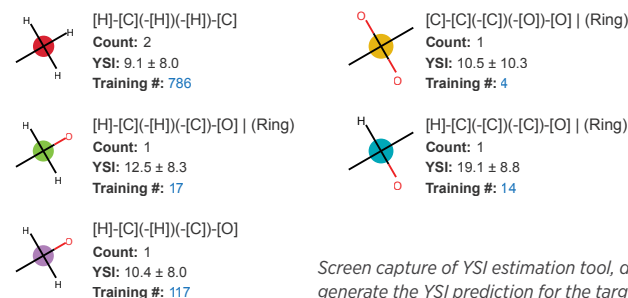 [H]-[C](-[H])(-[H])-[C]
Count: 2
YSI: 9.1 ± 8.0
Training #: 786
H
H
H
[H]-[C](-[H])(-[C])-[O] | (Ring)
Count: 1
YSI: 12.5 ± 8.3
Training #: 17
H
O
H
[H]-[C](-[H])(-[C])-[O]
Count: 1
YSI: 10.4 ± 8.0
Training #: 117
H
O
H
[C]-[C](-[C])(-[O])-[O] | (Ring)
Count: 1
YSI: 10.5 ± 10.3
Training #: 4
O
O
[H]-[C](-[C])(-[C])-[O] | (Ring)
Count: 1
YSI: 19.1 ± 8.8
Training #: 14
H
O
Screen capture of YSI estimation tool,
generate the YSI prediction for the